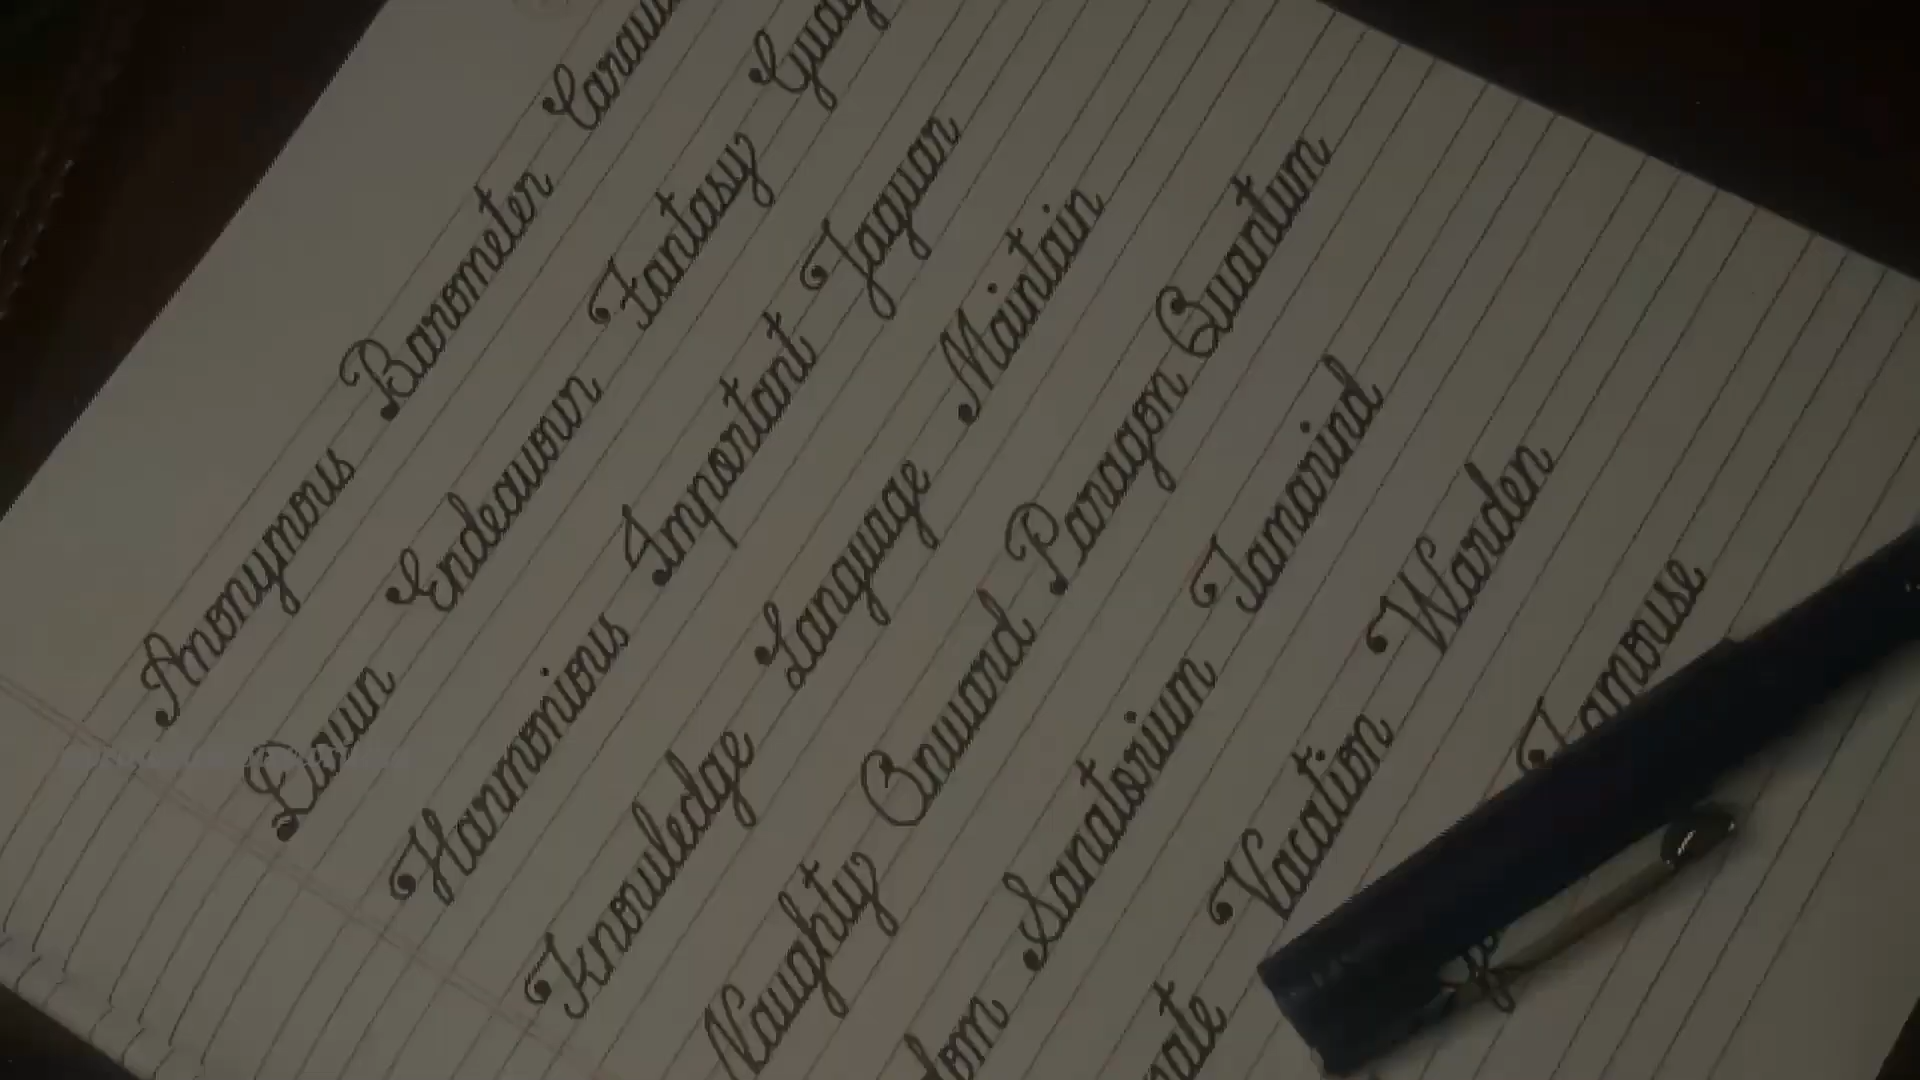 Anonymous Barometer
Dawn Endeavour Fantasy
Harmonious Important Jaguar
Knowledge Language Maintain
Naughty Onward Paragon Quantum
Sanatorium Tamarind
Vacation Warden